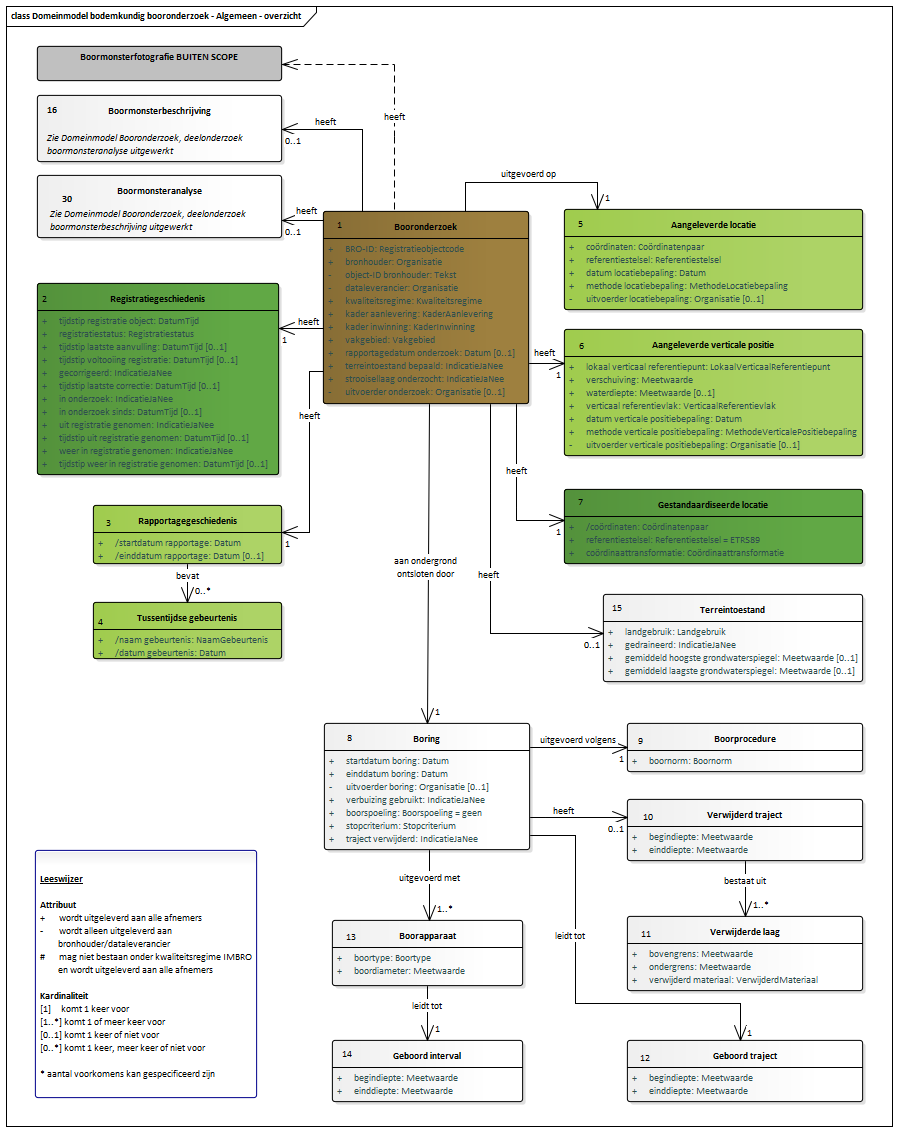 class Domeinmodel bodemkundig booronderzoek - Algemeen - overzicht
Boormonsterfotografie BUITEN SCOPE
heeft
16
Boormonsterbeschrijving
Zie Domeinmodel Booronderzoek, deelonderzoek
boormonsteranalyse uitgewerkt
heeft
0..1
30
Boormonsteranalyse
Zie Domeinmodel Booronderzoek, deelonderzoek
boormonsterbeschrijving uitgewerkt
heeft
0..1
1
Booronderzoek
+ BRO-ID: Registratieobjectcode
+ bronhouder: Organisatie
- object-ID bronhouder: Tekst
- dataleverancier: Organisatie
+ kwaliteitsregime: Kwaliteitsregime
+ kader aanlevering: KaderAanlevering
+ kader inwinning: KaderInwinning
+ vakgebied: Vakgebied
+ rapportagedatum onderzoek: Datum [0..1]
+ terreintoestand bepaald: IndicatieJaNee
+ strooisellaag onderzocht: IndicatieJaNee
- uitvoerder onderzoek: Organisatie [0..1]
uitgevoerd op
1
5
Aangeleverde locatie
+ coördinaten: Coördinatenpaar
+ referentiestelsel: Referentiestelsel
+ datum locatiebepaling: Datum
+ methode locatiebepaling: MethodeLocatiebepaling
- uitvoerder locatiebepaling: Organisatie [0..1]
2
Registratiegeschiedenis
+ tijdstip registratie object: DatumTijd
+ registratiestatus: Registratiestatus
+ tijdstip laatste aanvulling: DatumTijd [0..1]
+ tijdstip voltooiing registratie: DatumTijd [0..1]
+ gecorrigeerd: IndicatieJaNee
+ tijdstip laatste correctie: DatumTijd [0..1]
+ in onderzoek: IndicatieJaNee
+ in onderzoek sinds: DatumTijd [0..1]
+ uit registratie genomen: IndicatieJaNee
+ tijdstip uit registratie genomen: DatumTijd [0..1]
+ weer in registratie genomen: IndicatieJaNee
+ tijdstip weer in registratie genomen: DatumTijd [0..1]
heeft
1
heeft
1
6
Aangeleverde verticale positie
+ lokaal verticaal referentiepunt: LokaalVerticaalReferentiepunt
+ verschuiving: Meetwaarde
+ waterdiepte: Meetwaarde [0..1]
+ verticaal referentievlak: VerticaalReferentievlak
+ datum verticale positiebepaling: Datum
+ methode verticale positiebepaling: MethodeVerticalePositiebepaling
- uitvoerder verticale positiebepaling: Organisatie [0..1]
heeft
1
heeft
1
7
Gestandaardiseerde locatie
+ /coördinaten: Coördinatenpaar
+ referentiestelsel: Referentiestelsel = ETRS89
+ coördinaattransformatie: Coördinaattransformatie
3
Rapportagegeschiedenis
+ /startdatum rapportage: Datum
+ /einddatum rapportage: Datum [0..1]
bevat
0..*
4
Tussentijdse gebeurtenis
+ /naam gebeurtenis: NaamGebeurtenis
+ /datum gebeurtenis: Datum
aan ondergrond
ontsloten door
1
heeft
0..1
15
Terreintoestand
+ landgebruik: Landgebruik
+ gedraineerd: IndicatieJaNee
+ gemiddeld hoogste grondwaterspiegel: Meetwaarde [0..1]
+ gemiddeld laagste grondwaterspiegel: Meetwaarde [0..1]
8
Boring
+ startdatum boring: Datum
+ einddatum boring: Datum
- uitvoerder boring: Organisatie [0..1]
+ verbuizing gebruikt: IndicatieJaNee
+ boorspoeling: Boorspoeling = geen
+ stopcriterium: Stopcriterium
+ traject verwijderd: IndicatieJaNee
uitgevoerd volgens
1
9
Boorprocedure
+ boornorm: Boornorm
heeft
0..1
10
Verwijderd traject
+ begindiepte: Meetwaarde
+ einddiepte: Meetwaarde
bestaat uit
1..*
11
Verwijderde laag
+ bovengrens: Meetwaarde
+ ondergrens: Meetwaarde
+ verwijderd materiaal: VerwijderdMateriaal
uitgevoerd met
1..*
13
Boorapparaat
+ boortype: Boortype
+ boordiameter: Meetwaarde
leidt tot
1
14
Geboord interval
+ begindiepte: Meetwaarde
+ einddiepte: Meetwaarde
leidt tot
1
12
Geboord traject
+ begindiepte: Meetwaarde
+ einddiepte: Meetwaarde
Leeswijzer
Attribuut
+ wordt uitgeleverd aan alle afnemers
- wordt alleen uitgeleverd aan
bronhouder/dataleverancier
# mag niet bestaan onder kwaliteitsregime IMBRO
en wordt uitgeleverd aan alle afnemers
Kardinaliteit
[1] komt 1 keer voor
[1..*] komt 1 of meer keer voor
[0..1] komt 1 keer of niet voor
[0..*] komt 1 keer, meer keer of niet voor
* aantal voorkomens kan gespecificeerd zijn